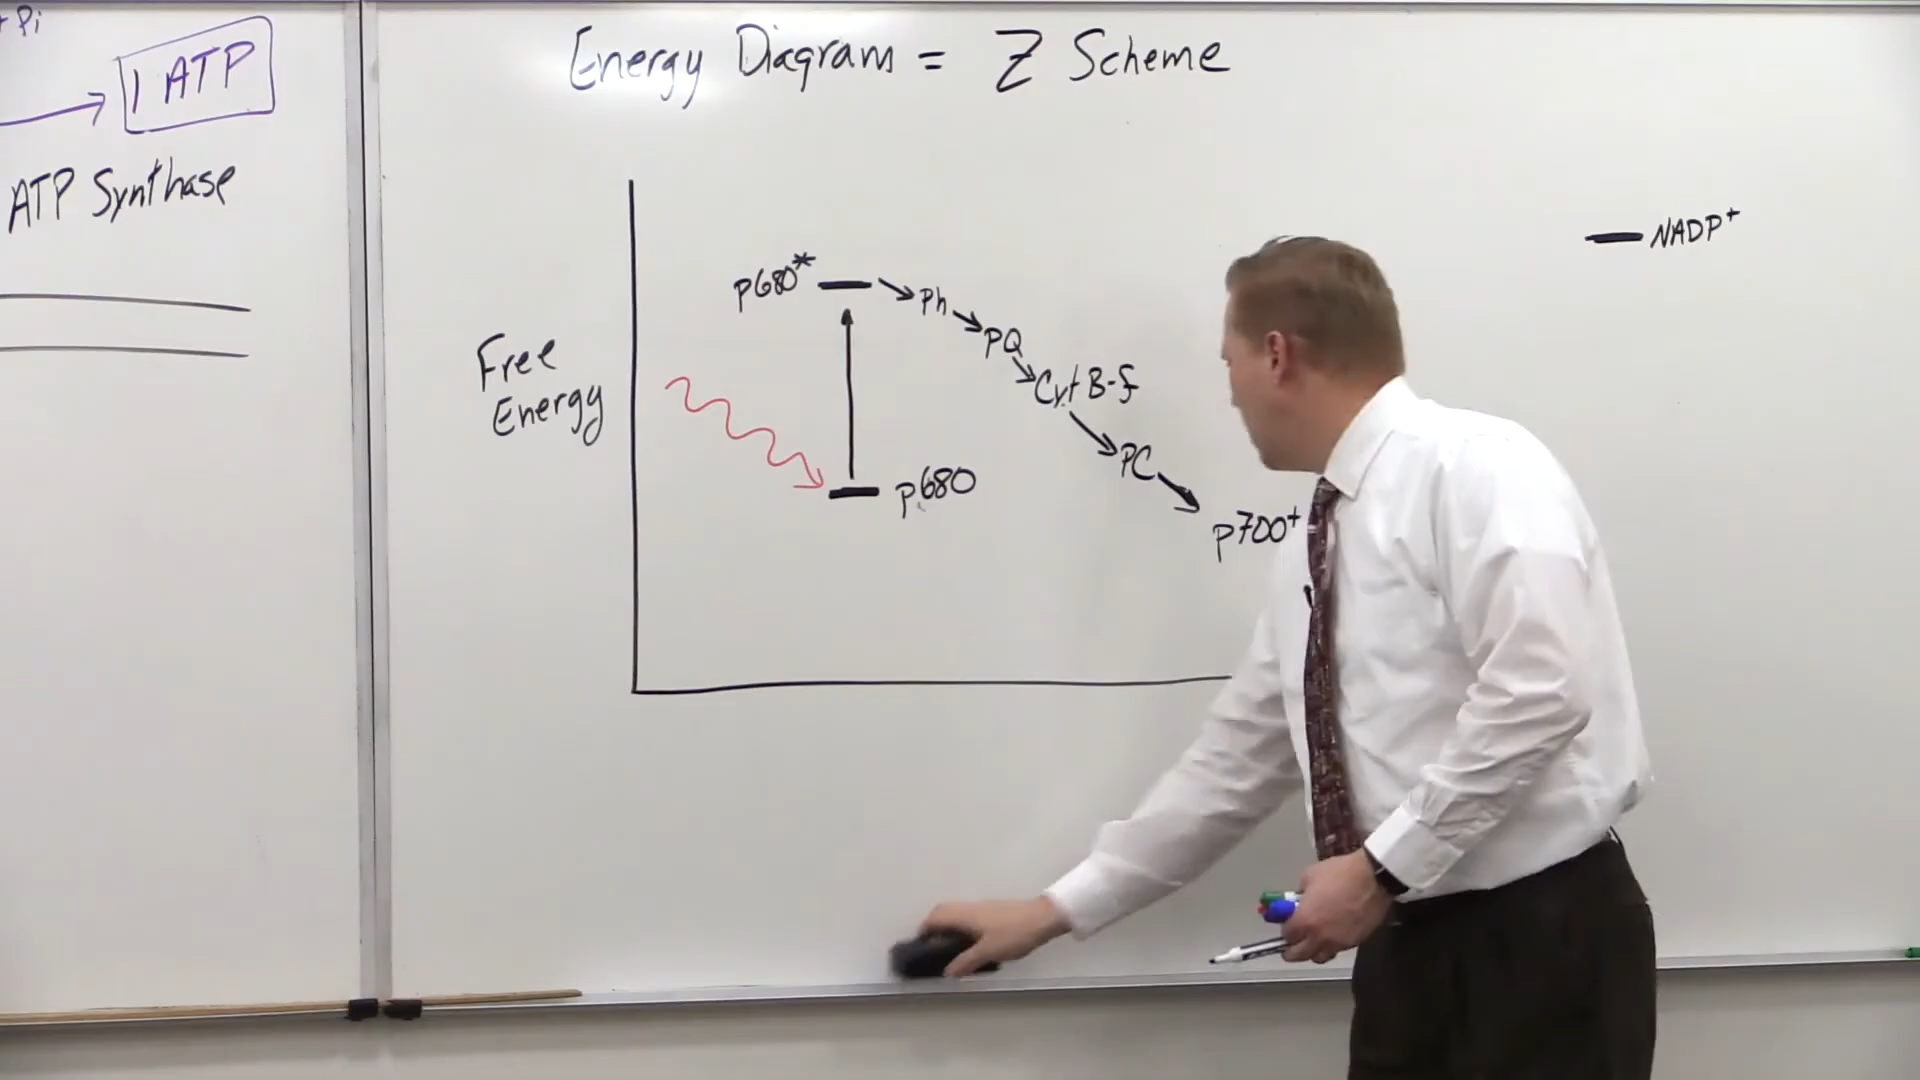 + Pi
1 ATP
ATP Synthase
Energy Diagram = Z Scheme
NADP+
P680*
Ph
PQ
Free
Energy
Cyt B-f
PC
P680
P700+